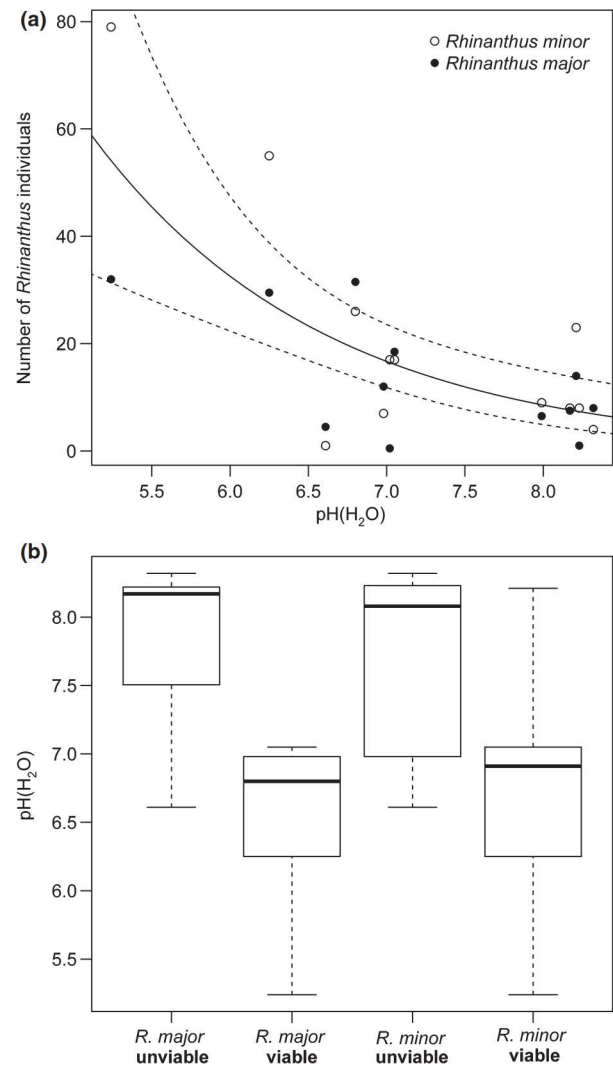 (a)
80
60
40
20
0
Number of Rhinanthus individuals
Rhinanthus minor
Rhinanthus major
5.5 6.0 6.5 7.0 7.5 8.0
pH(H₂O)
(b)
8.0
7.5
7.0
6.5
6.0
5.5
pH(H₂O)
R. major R. major R. minor R. minor
unviable viable unviable viable